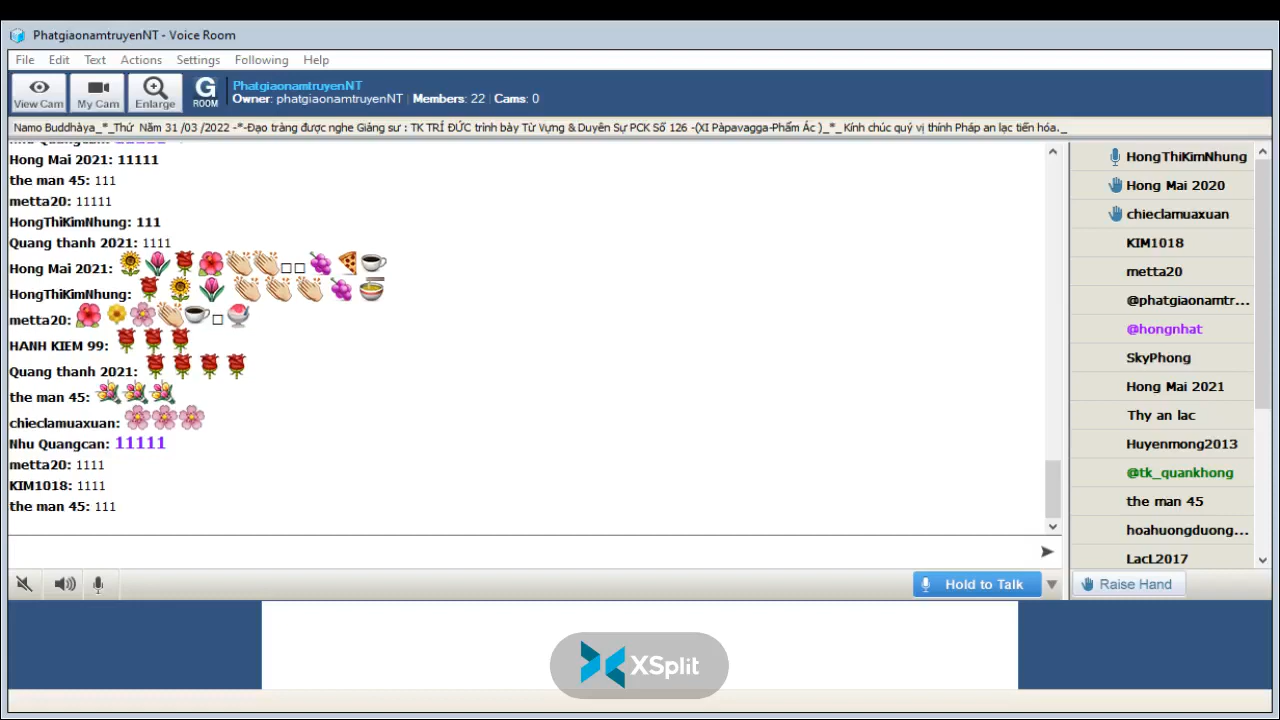 PhatgiaonamtruyenNT - Voice Room
File Edit Text Actions Settings Following Help
View Cam
My Cam
Enlarge
G ROOM
PhatgiaonamtruyenNT
Owner: phatgiaonamtruyenNT | Members: 22 | Cams: 0
Namo Buddhàya_*_Thứ Năm 31 /03 /2022 -*-Đạo tràng được nghe Giảng sư : TK TRÍ ĐỨC trình bày Từ Vựng & Duyên Sự PCK Số 126 -(XI Pàpavagga-Phẩm Ác )_*_ Kính chúc quý vị thính Pháp an lạc tiến hóa._
Hong Mai 2021: 11111
the man 45: 111
metta20: 11111
HongThiKimNhung: 111
Quang thanh 2021: 1111
Hong Mai 2021:
HongThiKimNhung:
metta20:
HANH KIEM 99:
Quang thanh 2021:
the man 45:
chieclamuaxuan:
Nhu Quangcan: 11111
metta20: 1111
KIM1018: 1111
the man 45: 111
HongThiKimNhung
Hong Mai 2020
chieclamuaxuan
KIM1018
metta20
@phatgiaonamtr...
@hongnhat
SkyPhong
Hong Mai 2021
Thy an lac
Huyenmong2013
@tk_quankhong
the man 45
hoahuongduong...
LacL2017
Hold to Talk
Raise Hand
XSplit